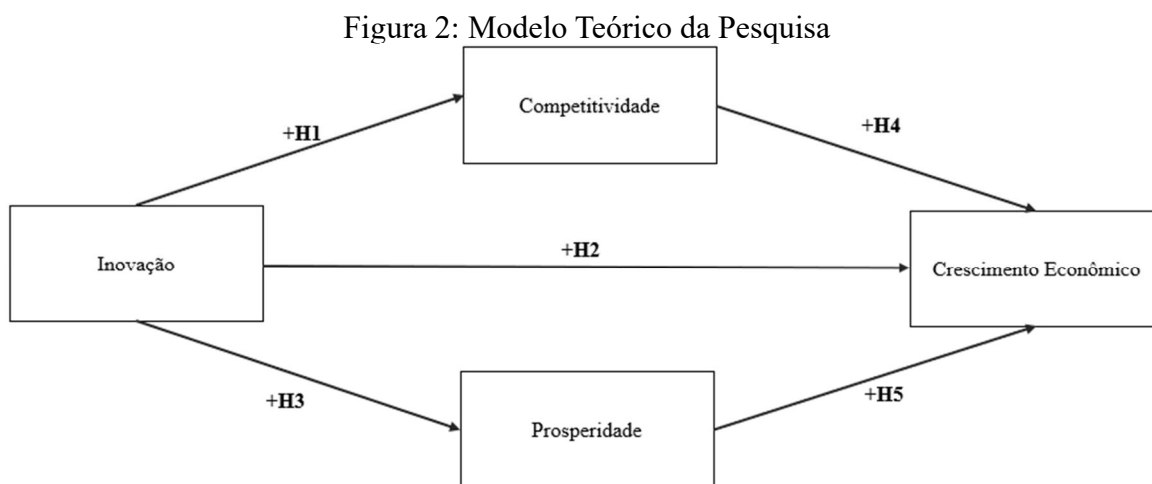 Figura 2: Modelo Teórico da Pesquisa
Competitividade
+H1
+H4
Inovação
+H2
Crescimento Econômico
+H3
+H5
Prosperidade